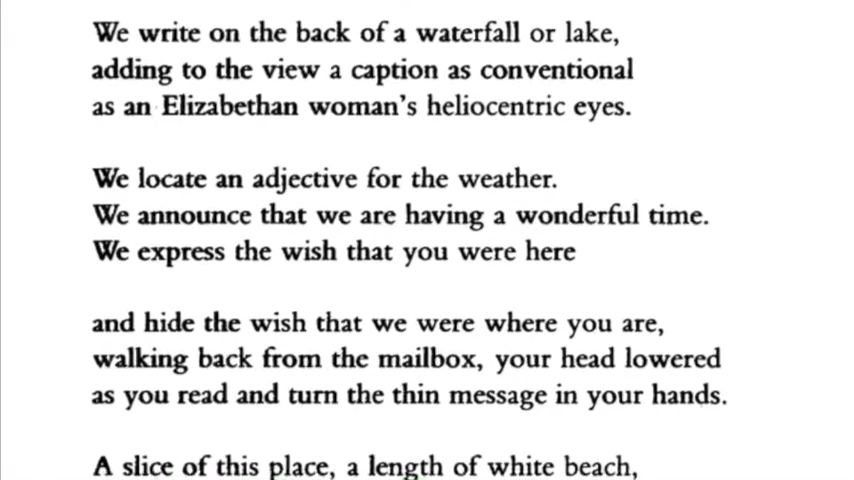 We write on the back of a waterfall or lake,
adding to the view a caption as conventional
as an Elizabethan woman's heliocentric eyes.
We locate an adjective for the weather.
We announce that we are having a wonderful time.
We express the wish that you were here
and hide the wish that we were where you are,
walking back from the mailbox, your head lowered
as you read and turn the thin message in your hands.
A slice of this place, a length of white beach,